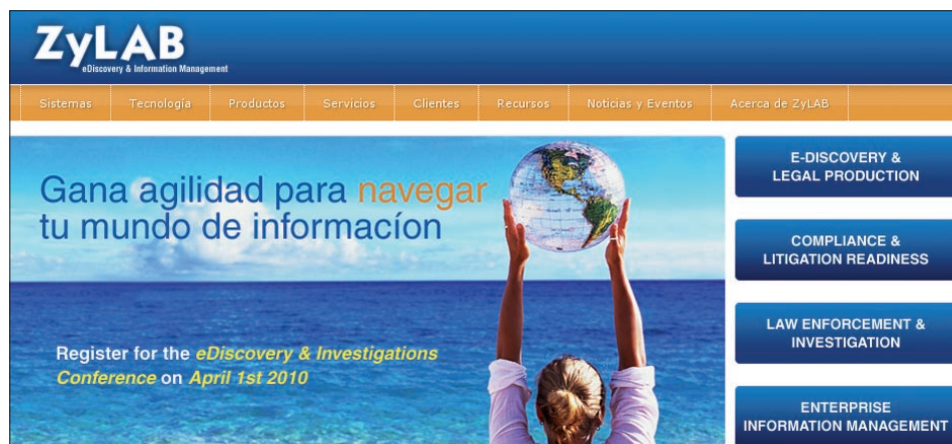 ZyLAB
eDiscovery & Information Management
Sistemas Tecnología Productos Servicios Clientes Recursos Noticias y Eventos Acerca de ZyLAB
Gana agilidad para navegar
tu mundo de informacíon
Register for the eDiscovery & Investigations
Conference on April 1st 2010
E-DISCOVERY &
LEGAL PRODUCTION
COMPLIANCE &
LITIGATION READINESS
LAW ENFORCEMENT &
INVESTIGATION
ENTERPRISE
INFORMATION MANAGEMENT